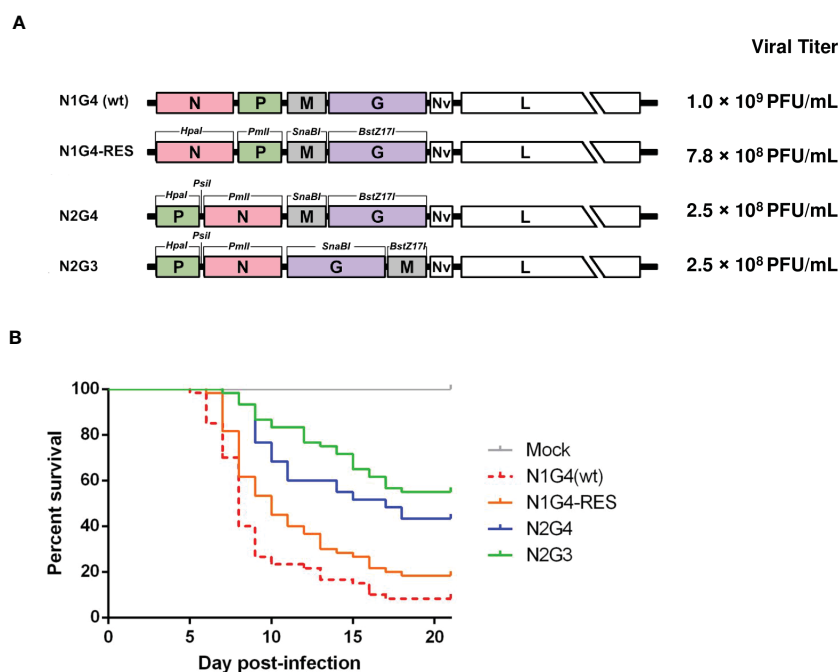 A
Viral Titer
N1G4 (wt) N P M G Nv L 1.0 × 10⁹ PFU/mL
HpaI PmlI SnaBI BstZ17I
N1G4-RES N P M G Nv L 7.8 × 10⁸ PFU/mL
PsiI
HpaI PmlI SnaBI BstZ17I
N2G4 P N M G Nv L 2.5 × 10⁸ PFU/mL
PsiI
HpaI PmlI SnaBI BstZ17I
N2G3 P N G M Nv L 2.5 × 10⁸ PFU/mL
B
Percent survival
100
80
60
40
20
0
0 5 10 15 20
Day post-infection
Mock
N1G4(wt)
N1G4-RES
N2G4
N2G3